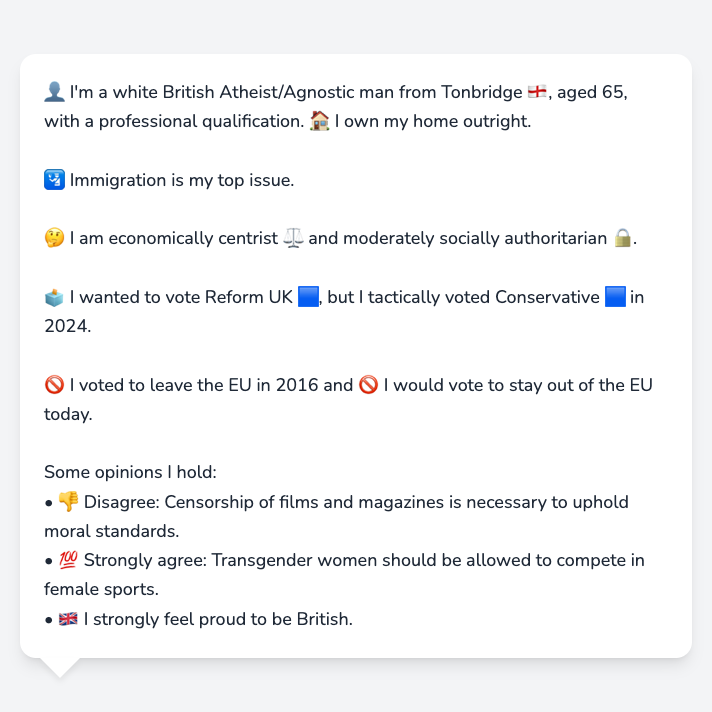 👤 I'm a white British Atheist/Agnostic man from Tonbridge 🏴󠁧󠁢󠁥󠁮󠁧󠁿, aged 65,
with a professional qualification. 🏠 I own my home outright.
🛂 Immigration is my top issue.
🤔 I am economically centrist ⚖️ and moderately socially authoritarian 🔒.
🗳️ I wanted to vote Reform UK 🟦, but I tactically voted Conservative 🟦 in
2024.
🚫 I voted to leave the EU in 2016 and 🚫 I would vote to stay out of the EU
today.
Some opinions I hold:
• 👎 Disagree: Censorship of films and magazines is necessary to uphold
moral standards.
• 💯 Strongly agree: Transgender women should be allowed to compete in
female sports.
• 🇬🇧 I strongly feel proud to be British.